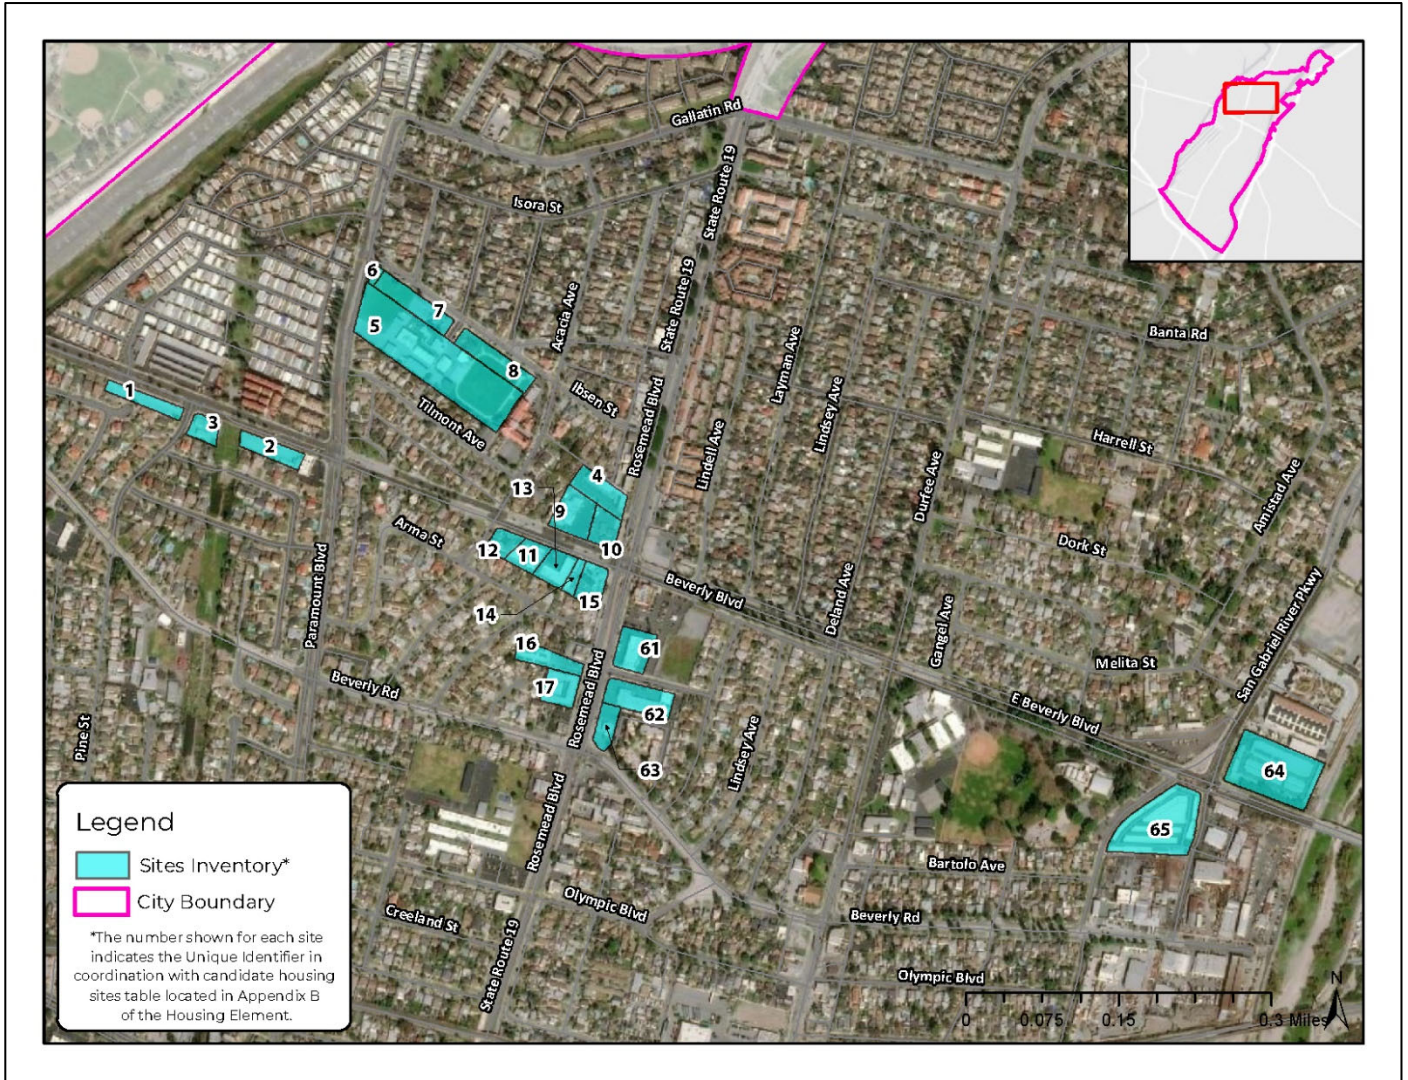 Gallatin Rd
State Route 19
Isora St
State Route 19
Acacia Ave
Banta Rd
6
7
5
8
Layman Ave
Lindsey Ave
Rosemead Blvd
1
3
2
Tilmont Ave
Ibsen St
Lindell Ave
Harrell St
Durfee Ave
Amistad Ave
4
13
9
Arma St
12
11
10
Dork St
14
15
Beverly Blvd
Deland Ave
Gangel Ave
San Gabriel River Pkwy
Paramount Blvd
16
61
Melita St
17
62
Rosemead Blvd
Beverly Rd
E Beverly Blvd
Pine St
63
Lindsey Ave
64
65
Rosemead Blvd
Bartolo Ave
Olympic Blvd
Beverly Rd
Creeland St
State Route 19
Olympic Blvd
Legend
Sites Inventory*
City Boundary
*The number shown for each site
indicates the Unique Identifier in
coordination with candidate housing
sites table located in Appendix B
of the Housing Element.
N
0 0.075 0.15 0.3 Miles